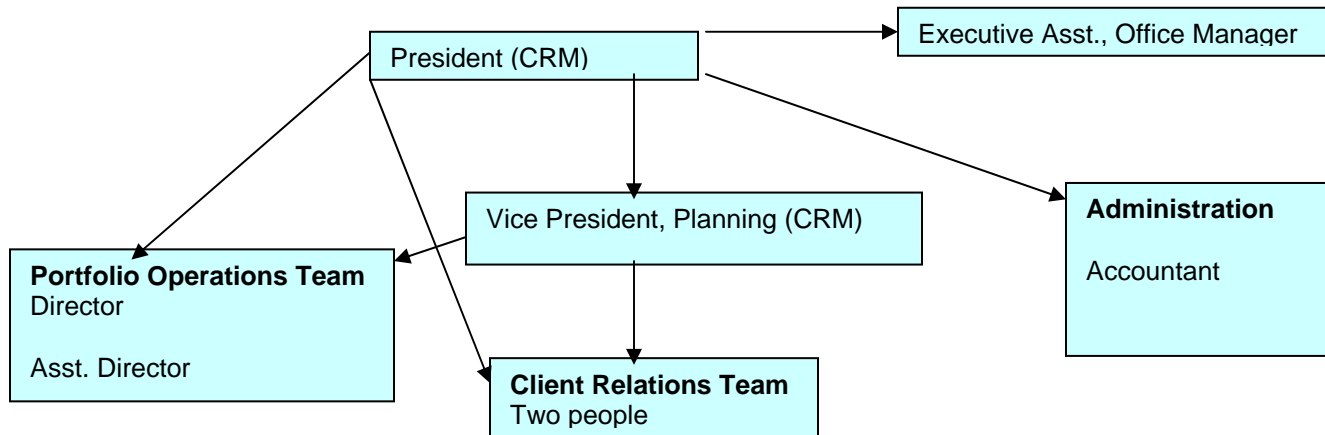 Executive Asst., Office Manager
President (CRM)
Vice President, Planning (CRM)
Administration
Accountant
Portfolio Operations Team
Director
Asst. Director
Client Relations Team
Two people